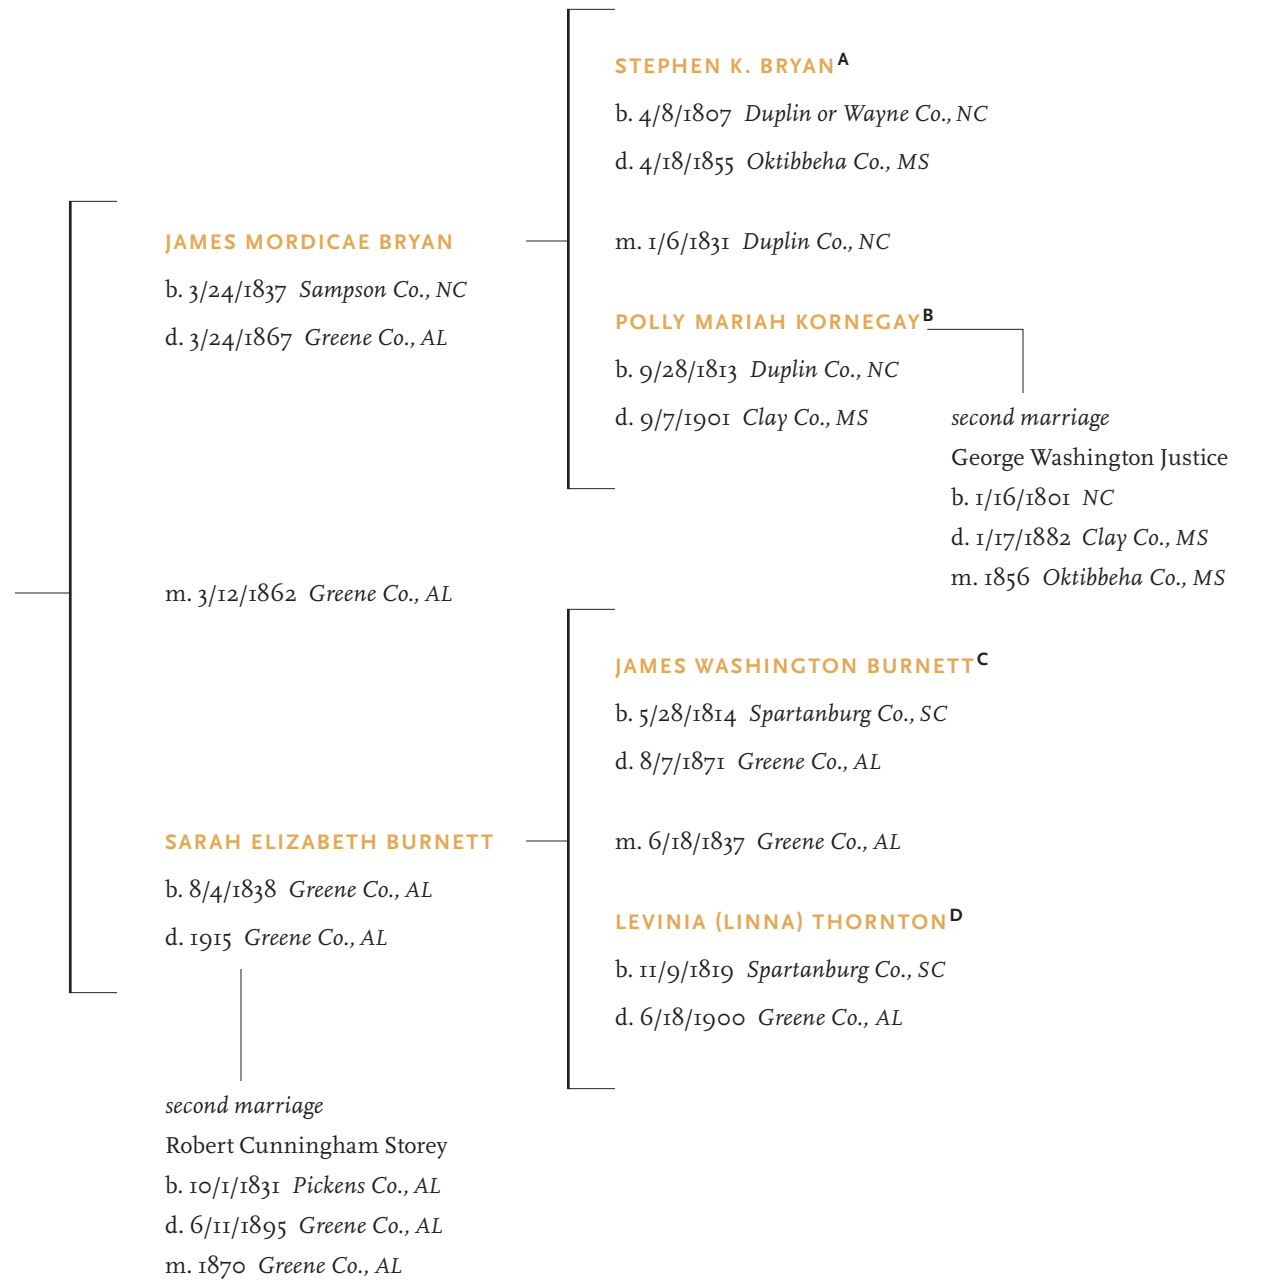 STEPHEN K. BRYAN A
b. 4/8/1807 Duplin or Wayne Co., NC
d. 4/18/1855 Oktibbeha Co., MS
m. 1/6/1831 Duplin Co., NC
POLLY MARIAH KORNEGAY B
b. 9/28/1813 Duplin Co., NC
d. 9/7/1901 Clay Co., MS
second marriage
George Washington Justice
b. 1/16/1801 NC
d. 1/17/1882 Clay Co., MS
m. 1856 Oktibbeha Co., MS
JAMES MORDICAE BRYAN
b. 3/24/1837 Sampson Co., NC
d. 3/24/1867 Greene Co., AL
m. 3/12/1862 Greene Co., AL
JAMES WASHINGTON BURNETT C
b. 5/28/1814 Spartanburg Co., SC
d. 8/7/1871 Greene Co., AL
m. 6/18/1837 Greene Co., AL
LEVINIA (LINNA) THORNTON D
b. 11/9/1819 Spartanburg Co., SC
d. 6/18/1900 Greene Co., AL
SARAH ELIZABETH BURNETT
b. 8/4/1838 Greene Co., AL
d. 1915 Greene Co., AL
second marriage
Robert Cunningham Storey
b. 10/1/1831 Pickens Co., AL
d. 6/11/1895 Greene Co., AL
m. 1870 Greene Co., AL